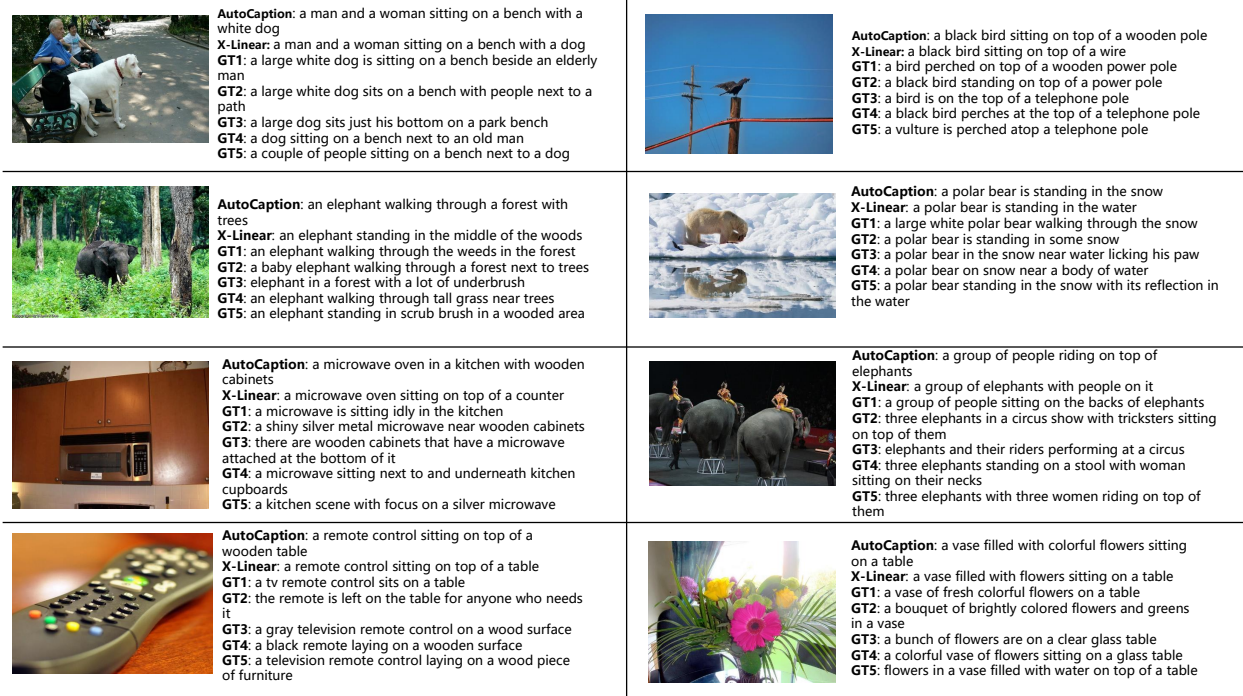 AutoCaption: a man and a woman sitting on a bench with a
white dog
X-Linear: a man and a woman sitting on a bench with a dog
GT1: a large white dog is sitting on a bench beside an elderly
man
GT2: a large white dog sits on a bench with people next to a
path
GT3: a large dog sits just his bottom on a park bench
GT4: a dog sitting on a bench next to an old man
GT5: a couple of people sitting on a bench next to a dog
AutoCaption: a black bird sitting on top of a wooden pole
X-Linear: a black bird sitting on top of a wire
GT1: a bird perched on top of a wooden power pole
GT2: a black bird standing on top of a power pole
GT3: a bird is on the top of a telephone pole
GT4: a black bird perches at the top of a telephone pole
GT5: a vulture is perched atop a telephone pole
AutoCaption: an elephant walking through a forest with
trees
X-Linear: an elephant standing in the middle of the woods
GT1: an elephant walking through the weeds in the forest
GT2: a baby elephant walking through a forest next to trees
GT3: elephant in a forest with a lot of underbrush
GT4: an elephant walking through tall grass near trees
GT5: an elephant standing in scrub brush in a wooded area
AutoCaption: a polar bear is standing in the snow
X-Linear: a polar bear is standing in the water
GT1: a large white polar bear walking through the snow
GT2: a polar bear is standing in some snow
GT3: a polar bear in the snow near water licking his paw
GT4: a polar bear on snow near a body of water
GT5: a polar bear standing in the snow with its reflection in
the water
AutoCaption: a microwave oven in a kitchen with wooden
cabinets
X-Linear: a microwave oven sitting on top of a counter
GT1: a microwave is sitting idly in the kitchen
GT2: a shiny silver metal microwave near wooden cabinets
GT3: there are wooden cabinets that have a microwave
attached at the bottom of it
GT4: a microwave sitting next to and underneath kitchen
cupboards
GT5: a kitchen scene with focus on a silver microwave
AutoCaption: a group of people riding on top of
elephants
X-Linear: a group of elephants with people on it
GT1: a group of people sitting on the backs of elephants
GT2: three elephants in a circus show with tricksters sitting
on top of them
GT3: elephants and their riders performing at a circus
GT4: three elephants standing on a stool with woman
sitting on their necks
GT5: three elephants with three women riding on top of
them
AutoCaption: a remote control sitting on top of a
wooden table
X-Linear: a remote control sitting on top of a table
GT1: a tv remote control sits on a table
GT2: the remote is left on the table for anyone who needs
it
GT3: a gray television remote control on a wood surface
GT4: a black remote laying on a wooden surface
GT5: a television remote control laying on a wood piece
of furniture
AutoCaption: a vase filled with colorful flowers sitting
on a table
X-Linear: a vase filled with flowers sitting on a table
GT1: a vase of fresh colorful flowers on a table
GT2: a bouquet of brightly colored flowers and greens
in a vase
GT3: a bunch of flowers are on a clear glass table
GT4: a colorful vase of flowers sitting on a glass table
GT5: flowers in a vase filled with water on top of a table